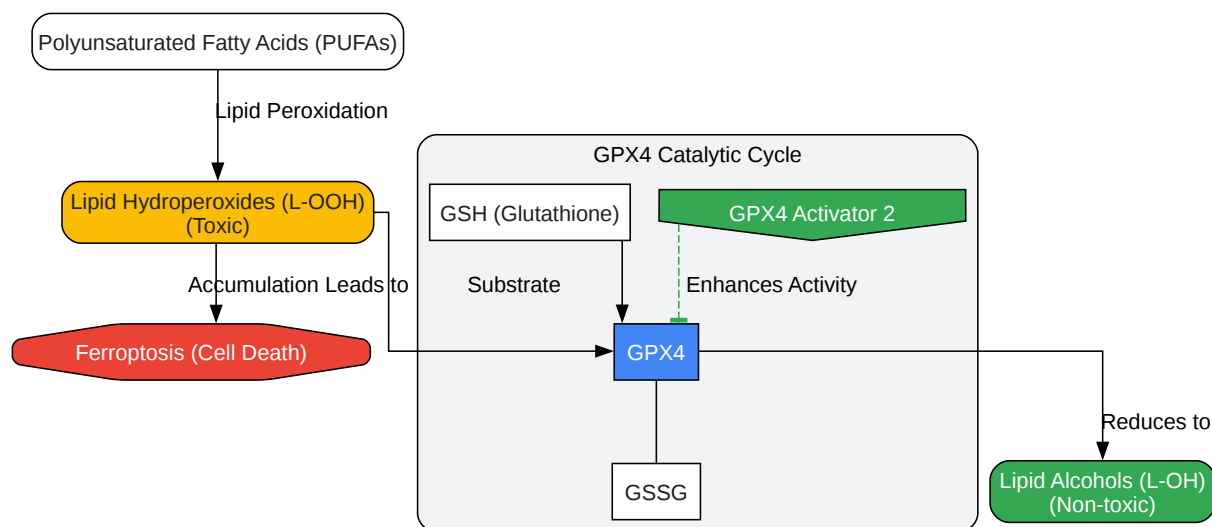 Polyunsaturated Fatty Acids (PUFAs)
Lipid Peroxidation
GPX4 Catalytic Cycle
Lipid Hydroperoxides (L-OOH)
(Toxic)
GSH (Glutathione)
GPX4 Activator 2
Accumulation Leads to
Substrate
Enhances Activity
Ferroptosis (Cell Death)
GPX4
Reduces to
GSSG
Lipid Alcohols (L-OH)
(Non-toxic)